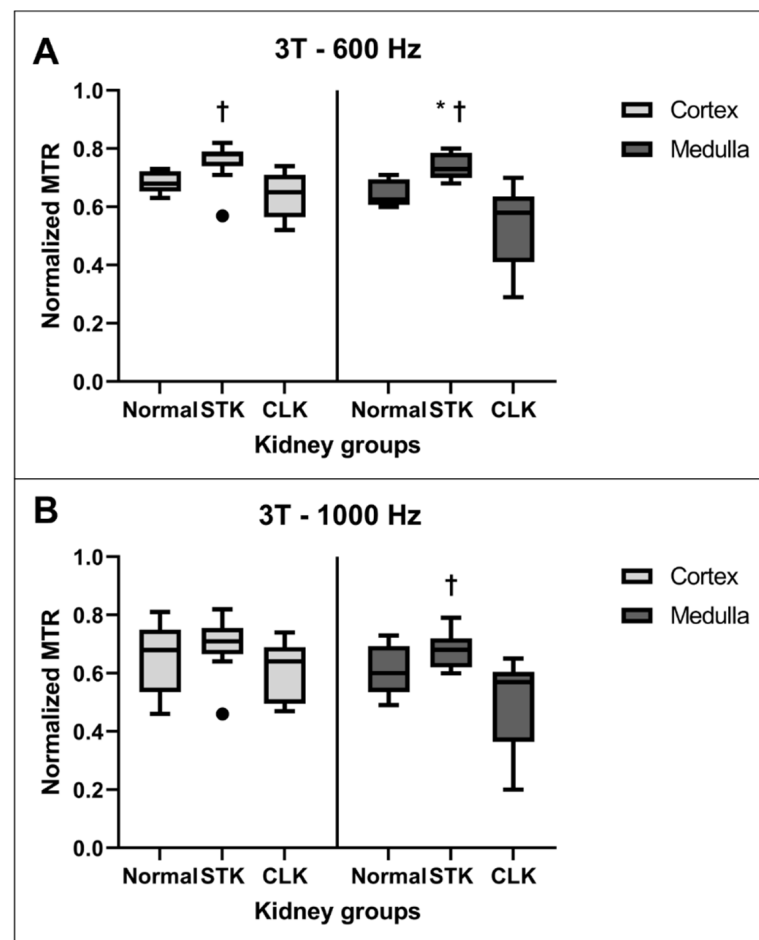 A
3T - 600 Hz
Normalized MTR
1.0
0.8
0.6
0.4
0.2
0.0
†
* †
Normal STK CLK Normal STK CLK
Kidney groups
Cortex
Medulla
B
3T - 1000 Hz
Normalized MTR
1.0
0.8
0.6
0.4
0.2
0.0
†
Normal STK CLK Normal STK CLK
Kidney groups
Cortex
Medulla